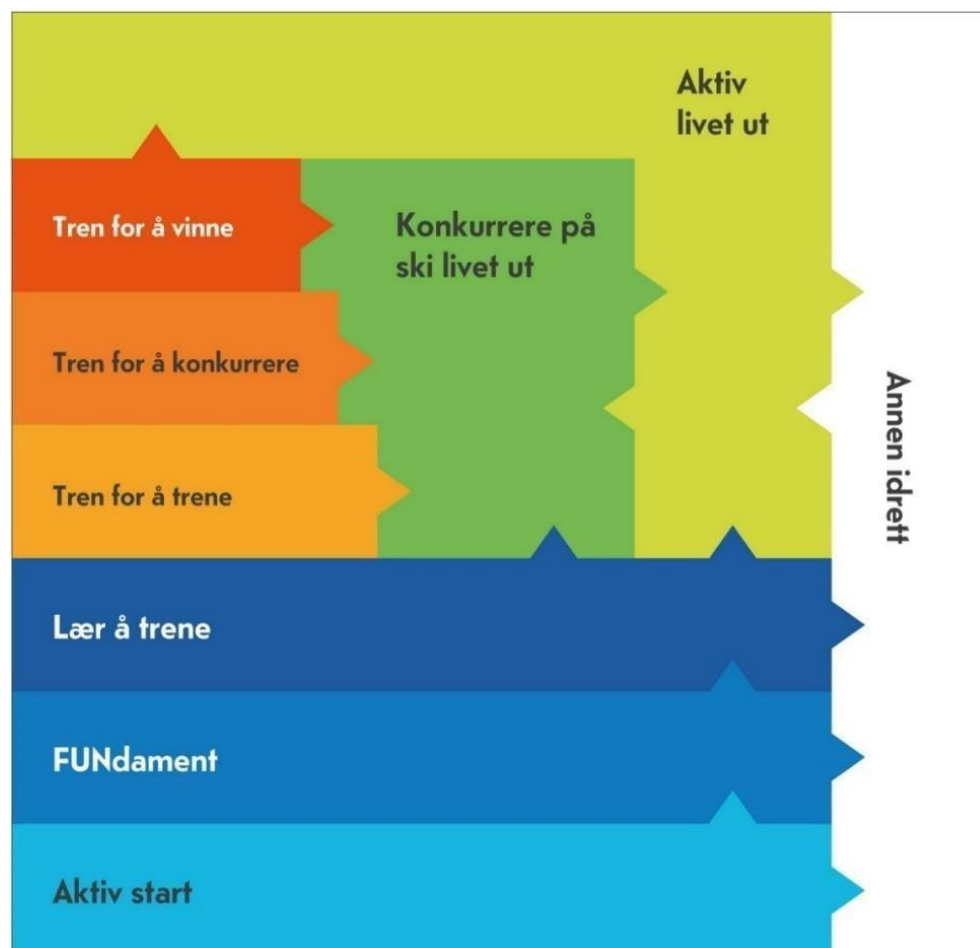 Aktiv
livet ut
Tren for å vinne
Konkurrere på
ski livet ut
Tren for å konkurrere
Annen idrett
Tren for å trene
Lær å trene
FUNdament
Aktiv start